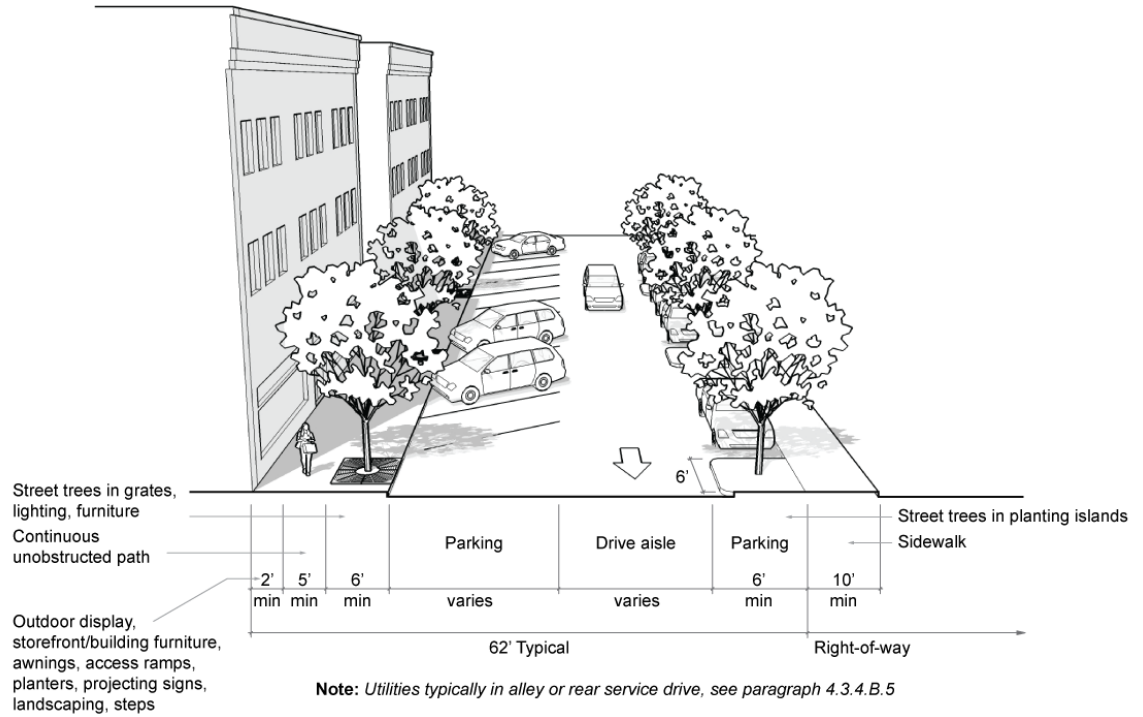 6’
Street trees in grates,
lighting, furniture
Continuous
unobstructed path
Parking
Drive aisle
Parking
Street trees in planting islands
Sidewalk
2’
min
5’
min
6’
min
varies
varies
6’
min
10’
min
Outdoor display,
storefront/building furniture,
awnings, access ramps,
planters, projecting signs,
landscaping, steps
62’ Typical
Right-of-way
Note: Utilities typically in alley or rear service drive, see paragraph 4.3.4.B.5